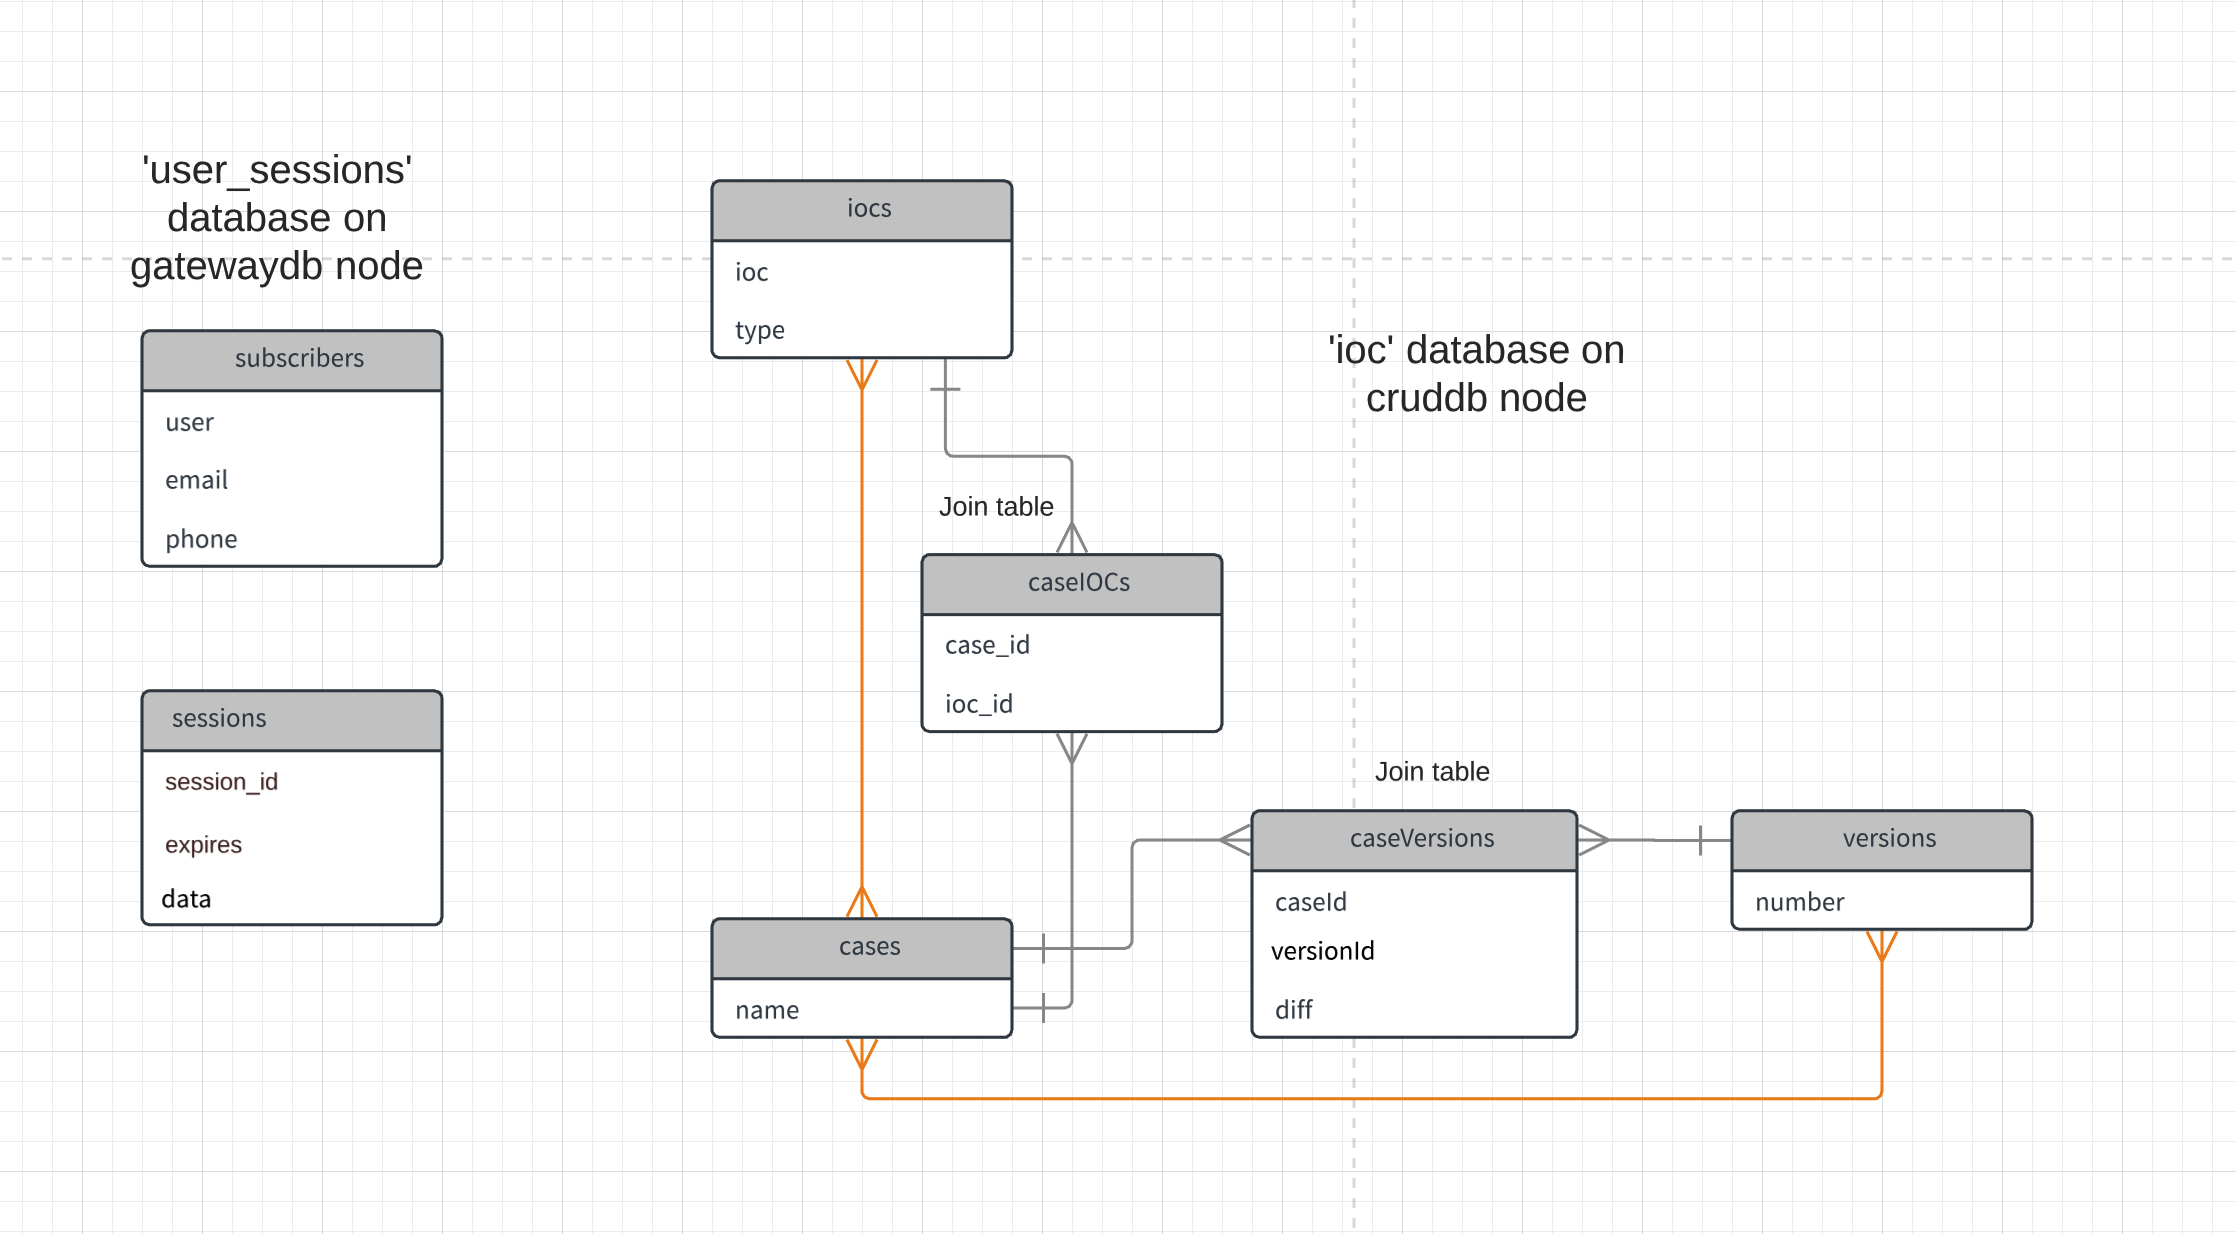 'user_sessions'
database on
gatewaydb node
subscribers
user
email
phone
sessions
session_id
expires
data
iocs
ioc
type
'ioc' database on
cruddb node
Join table
caseIOCs
case_id
ioc_id
cases
name
Join table
caseVersions
caseId
versionId
diff
versions
number